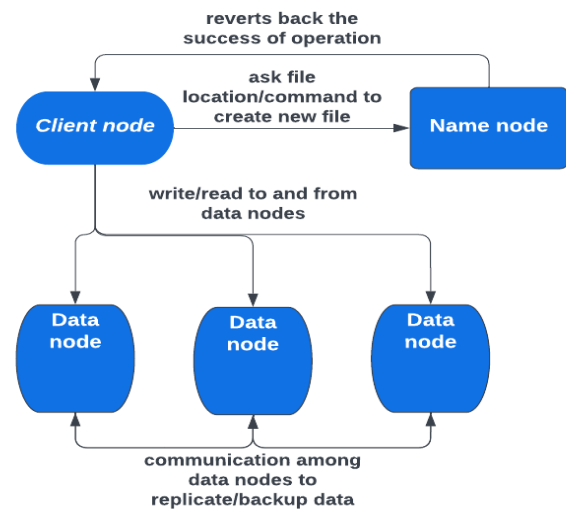 reverts back the
success of operation
ask file
location/command to
create new file
Client node
Name node
write/read to and from
data nodes
Data
node
Data
node
Data
node
communication among
data nodes to
replicate/backup data